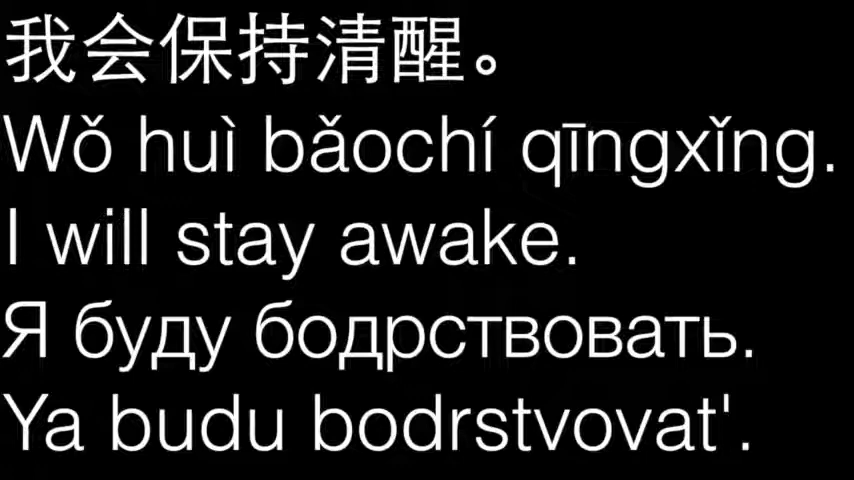 我会保持清醒。
Wǒ huì bǎochí qīngxǐng.
I will stay awake.
Я буду бодрствовать.
Ya budu bodrstvovat'.